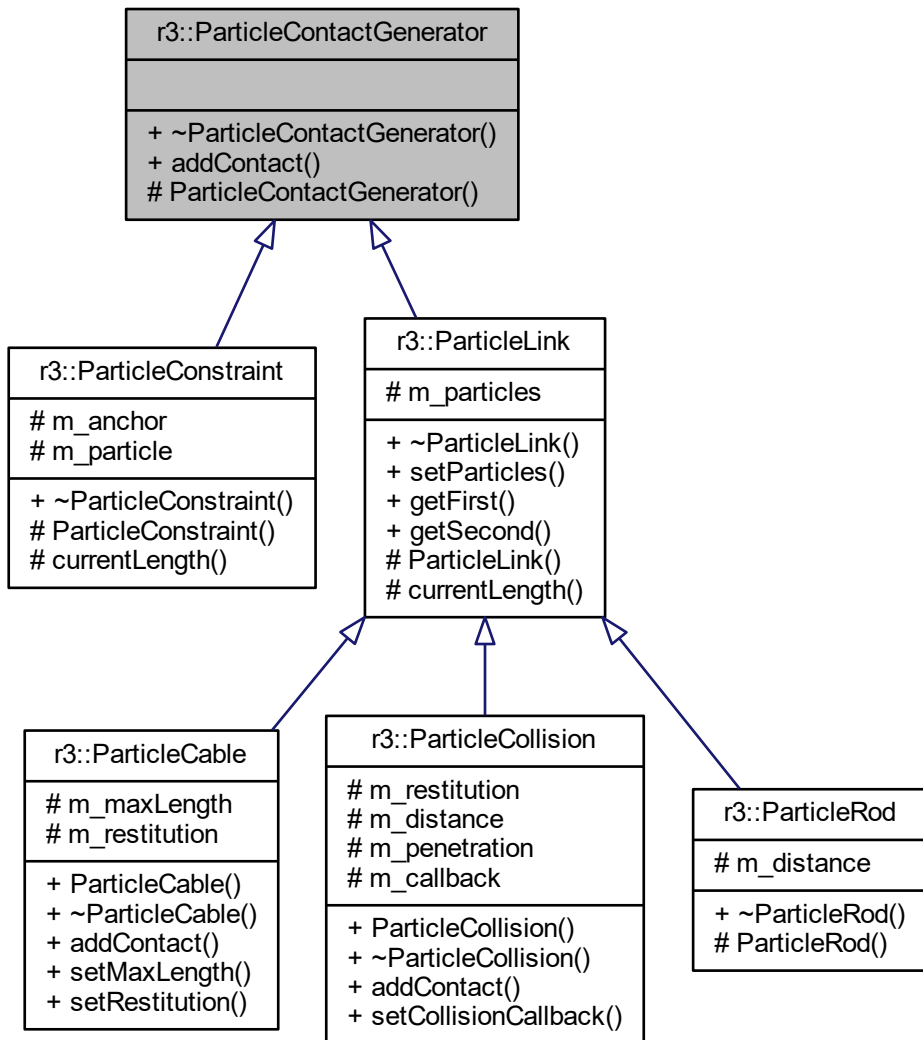 r3::ParticleContactGenerator
+ ~ParticleContactGenerator()
+ addContact()
# ParticleContactGenerator()
r3::ParticleConstraint
# m_anchor
# m_particle
+ ~ParticleConstraint()
# ParticleConstraint()
# currentLength()
r3::ParticleLink
# m_particles
+ ~ParticleLink()
+ setParticles()
+ getFirst()
+ getSecond()
# ParticleLink()
# currentLength()
r3::ParticleCable
# m_maxLength
# m_restitution
+ ParticleCable()
+ ~ParticleCable()
+ addContact()
+ setMaxLength()
+ setRestitution()
r3::ParticleCollision
# m_restitution
# m_distance
# m_penetration
# m_callback
+ ParticleCollision()
+ ~ParticleCollision()
+ addContact()
+ setCollisionCallback()
r3::ParticleRod
# m_distance
+ ~ParticleRod()
# ParticleRod()